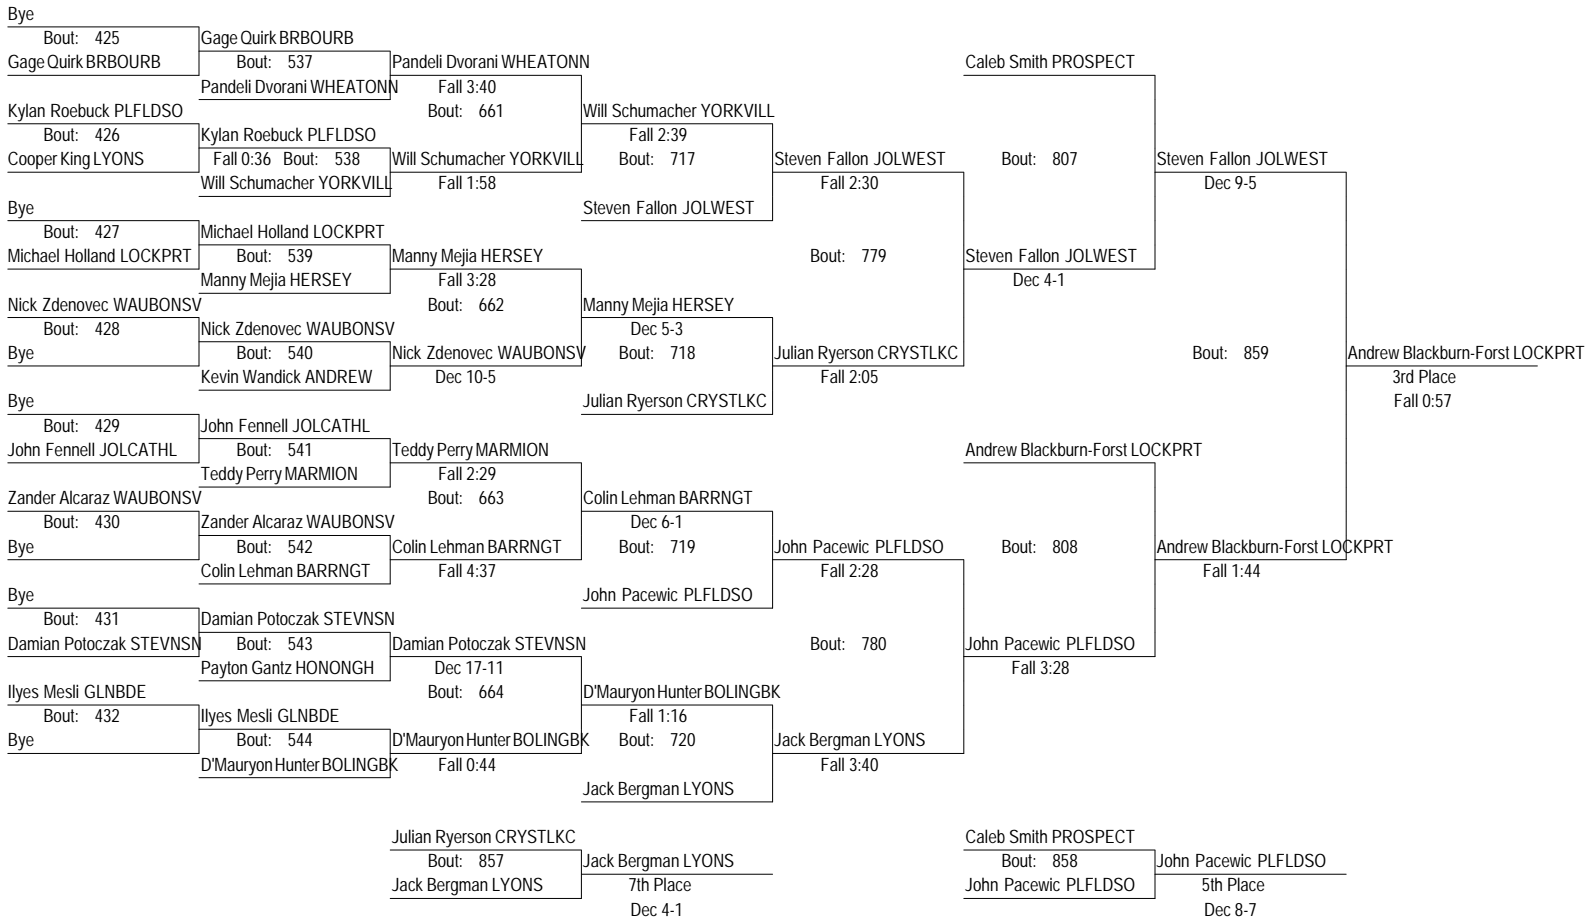 Bye
Bout: 425
Gage Quirk BRBOURB
Kylan Roebuck PLFLDSO
Bout: 426
Cooper King LYONS
Bye
Bout: 427
Michael Holland LOCKPRT
Nick Zdenovec WAUBONSV
Bout: 428
Bye
Bye
Bout: 429
John Fennell JOLCATHL
Zander Alcaraz WAUBONSV
Bout: 430
Bye
Bye
Bout: 431
Damian Potoczak STEVNSN
Ilyes Mesli GLNBDE
Bout: 432
Bye
Gage Quirk BRBOURB
Bout: 537
Pandeli Dvorani WHEATONN
Kylan Roebuck PLFLDSO
Fall 0:36 Bout: 538
Will Schumacher YORKVILL
Michael Holland LOCKPRT
Bout: 539
Manny Mejia HERSEY
Nick Zdenovec WAUBONSV
Bout: 540
Kevin Wandick ANDREW
John Fennell JOLCATHL
Bout: 541
Teddy Perry MARMION
Zander Alcaraz WAUBONSV
Bout: 542
Colin Lehman BARRNGT
Damian Potoczak STEVNSN
Bout: 543
Payton Gantz HONONGH
Ilyes Mesli GLNBDE
Bout: 544
D'Mauryon Hunter BOLINGBK
Pandeli Dvorani WHEATONN
Fall 3:40
Bout: 661
Will Schumacher YORKVILL
Fall 1:58
Manny Mejia HERSEY
Fall 3:28
Bout: 662
Nick Zdenovec WAUBONSV
Dec 10-5
Teddy Perry MARMION
Fall 2:29
Bout: 663
Colin Lehman BARRNGT
Fall 4:37
Damian Potoczak STEVNSN
Dec 17-11
Bout: 664
D'Mauryon Hunter BOLINGBK
Fall 0:44
Will Schumacher YORKVILL
Fall 2:39
Bout: 717
Steven Fallon JOLWEST
Manny Mejia HERSEY
Dec 5-3
Bout: 718
Julian Ryerson CRYSTLKC
Colin Lehman BARRNGT
Dec 6-1
Bout: 719
John Pacewic PLFLDSO
D'Mauryon Hunter BOLINGBK
Fall 1:16
Bout: 720
Jack Bergman LYONS
Steven Fallon JOLWEST
Fall 2:30
Bout: 779
Julian Ryerson CRYSTLKC
Fall 2:05
John Pacewic PLFLDSO
Fall 2:28
Bout: 780
Jack Bergman LYONS
Fall 3:40
Caleb Smith PROSPECT
Bout: 807
Steven Fallon JOLWEST
Dec 4-1
Andrew Blackburn-Forst LOCKPRT
Bout: 808
John Pacewic PLFLDSO
Fall 3:28
Steven Fallon JOLWEST
Dec 9-5
Bout: 859
Andrew Blackburn-Forst LOCKPRT
Fall 1:44
Andrew Blackburn-Forst LOCKPRT
3rd Place
Fall 0:57
Julian Ryerson CRYSTLKC
Bout: 857
Jack Bergman LYONS
Jack Bergman LYONS
7th Place
Dec 4-1
Caleb Smith PROSPECT
Bout: 858
John Pacewic PLFLDSO
John Pacewic PLFLDSO
5th Place
Dec 8-7